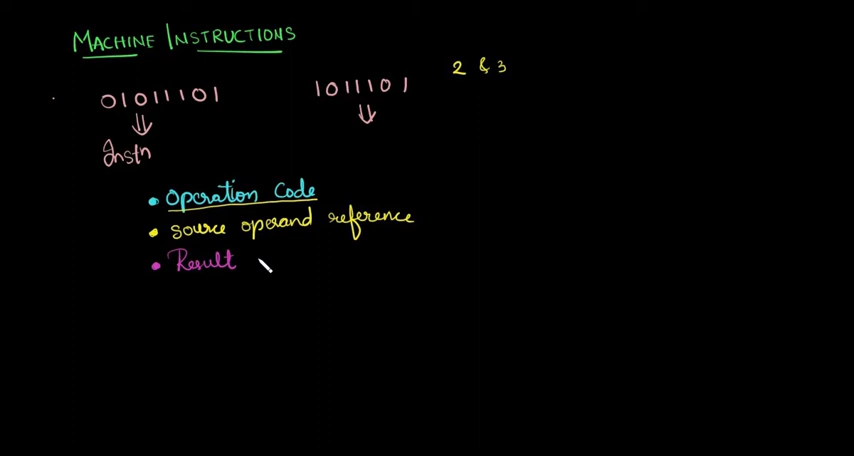 MACHINE INSTRUCTIONS
2 & 3
01011101 1011101
Instn
• Operation Code
• Source operand reference
• Result